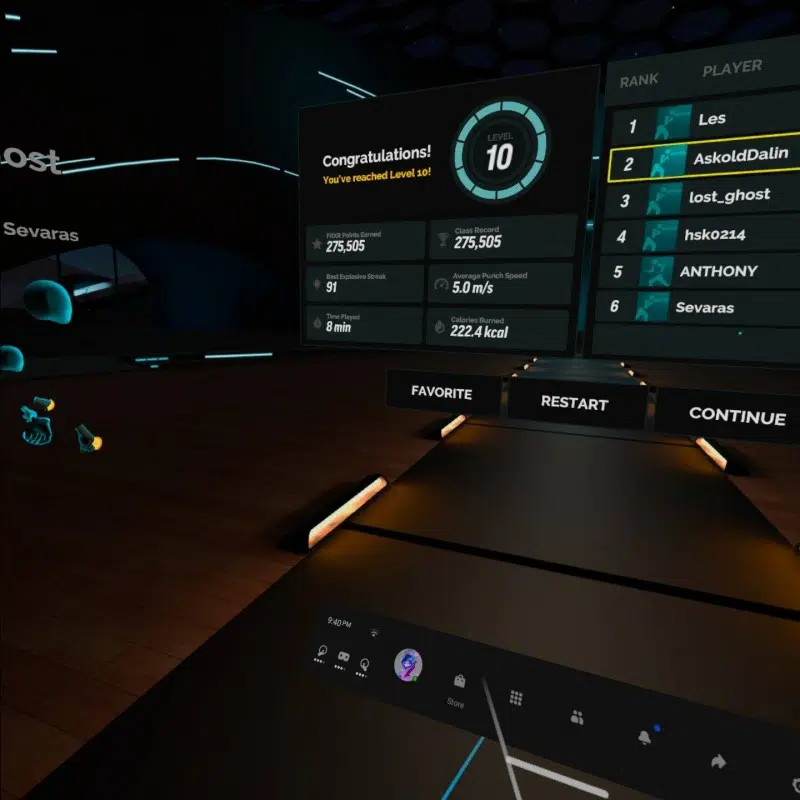 ost
Sevaras
Congratulations!
You've reached Level 10!
LEVEL
10
FitXR Points Earned
275,505
Class Record
275,505
Best Explosive Streak
91
Average Punch Speed
5.0 m/s
Time Played
8 min
Calories Burned
222.4 kcal
RANK PLAYER
1 Les
2 AskoldDalin
3 lost_ghost
4 hsk0214
5 ANTHONY
6 Sevaras
FAVORITE
RESTART
CONTINUE
9:40 PM
Store